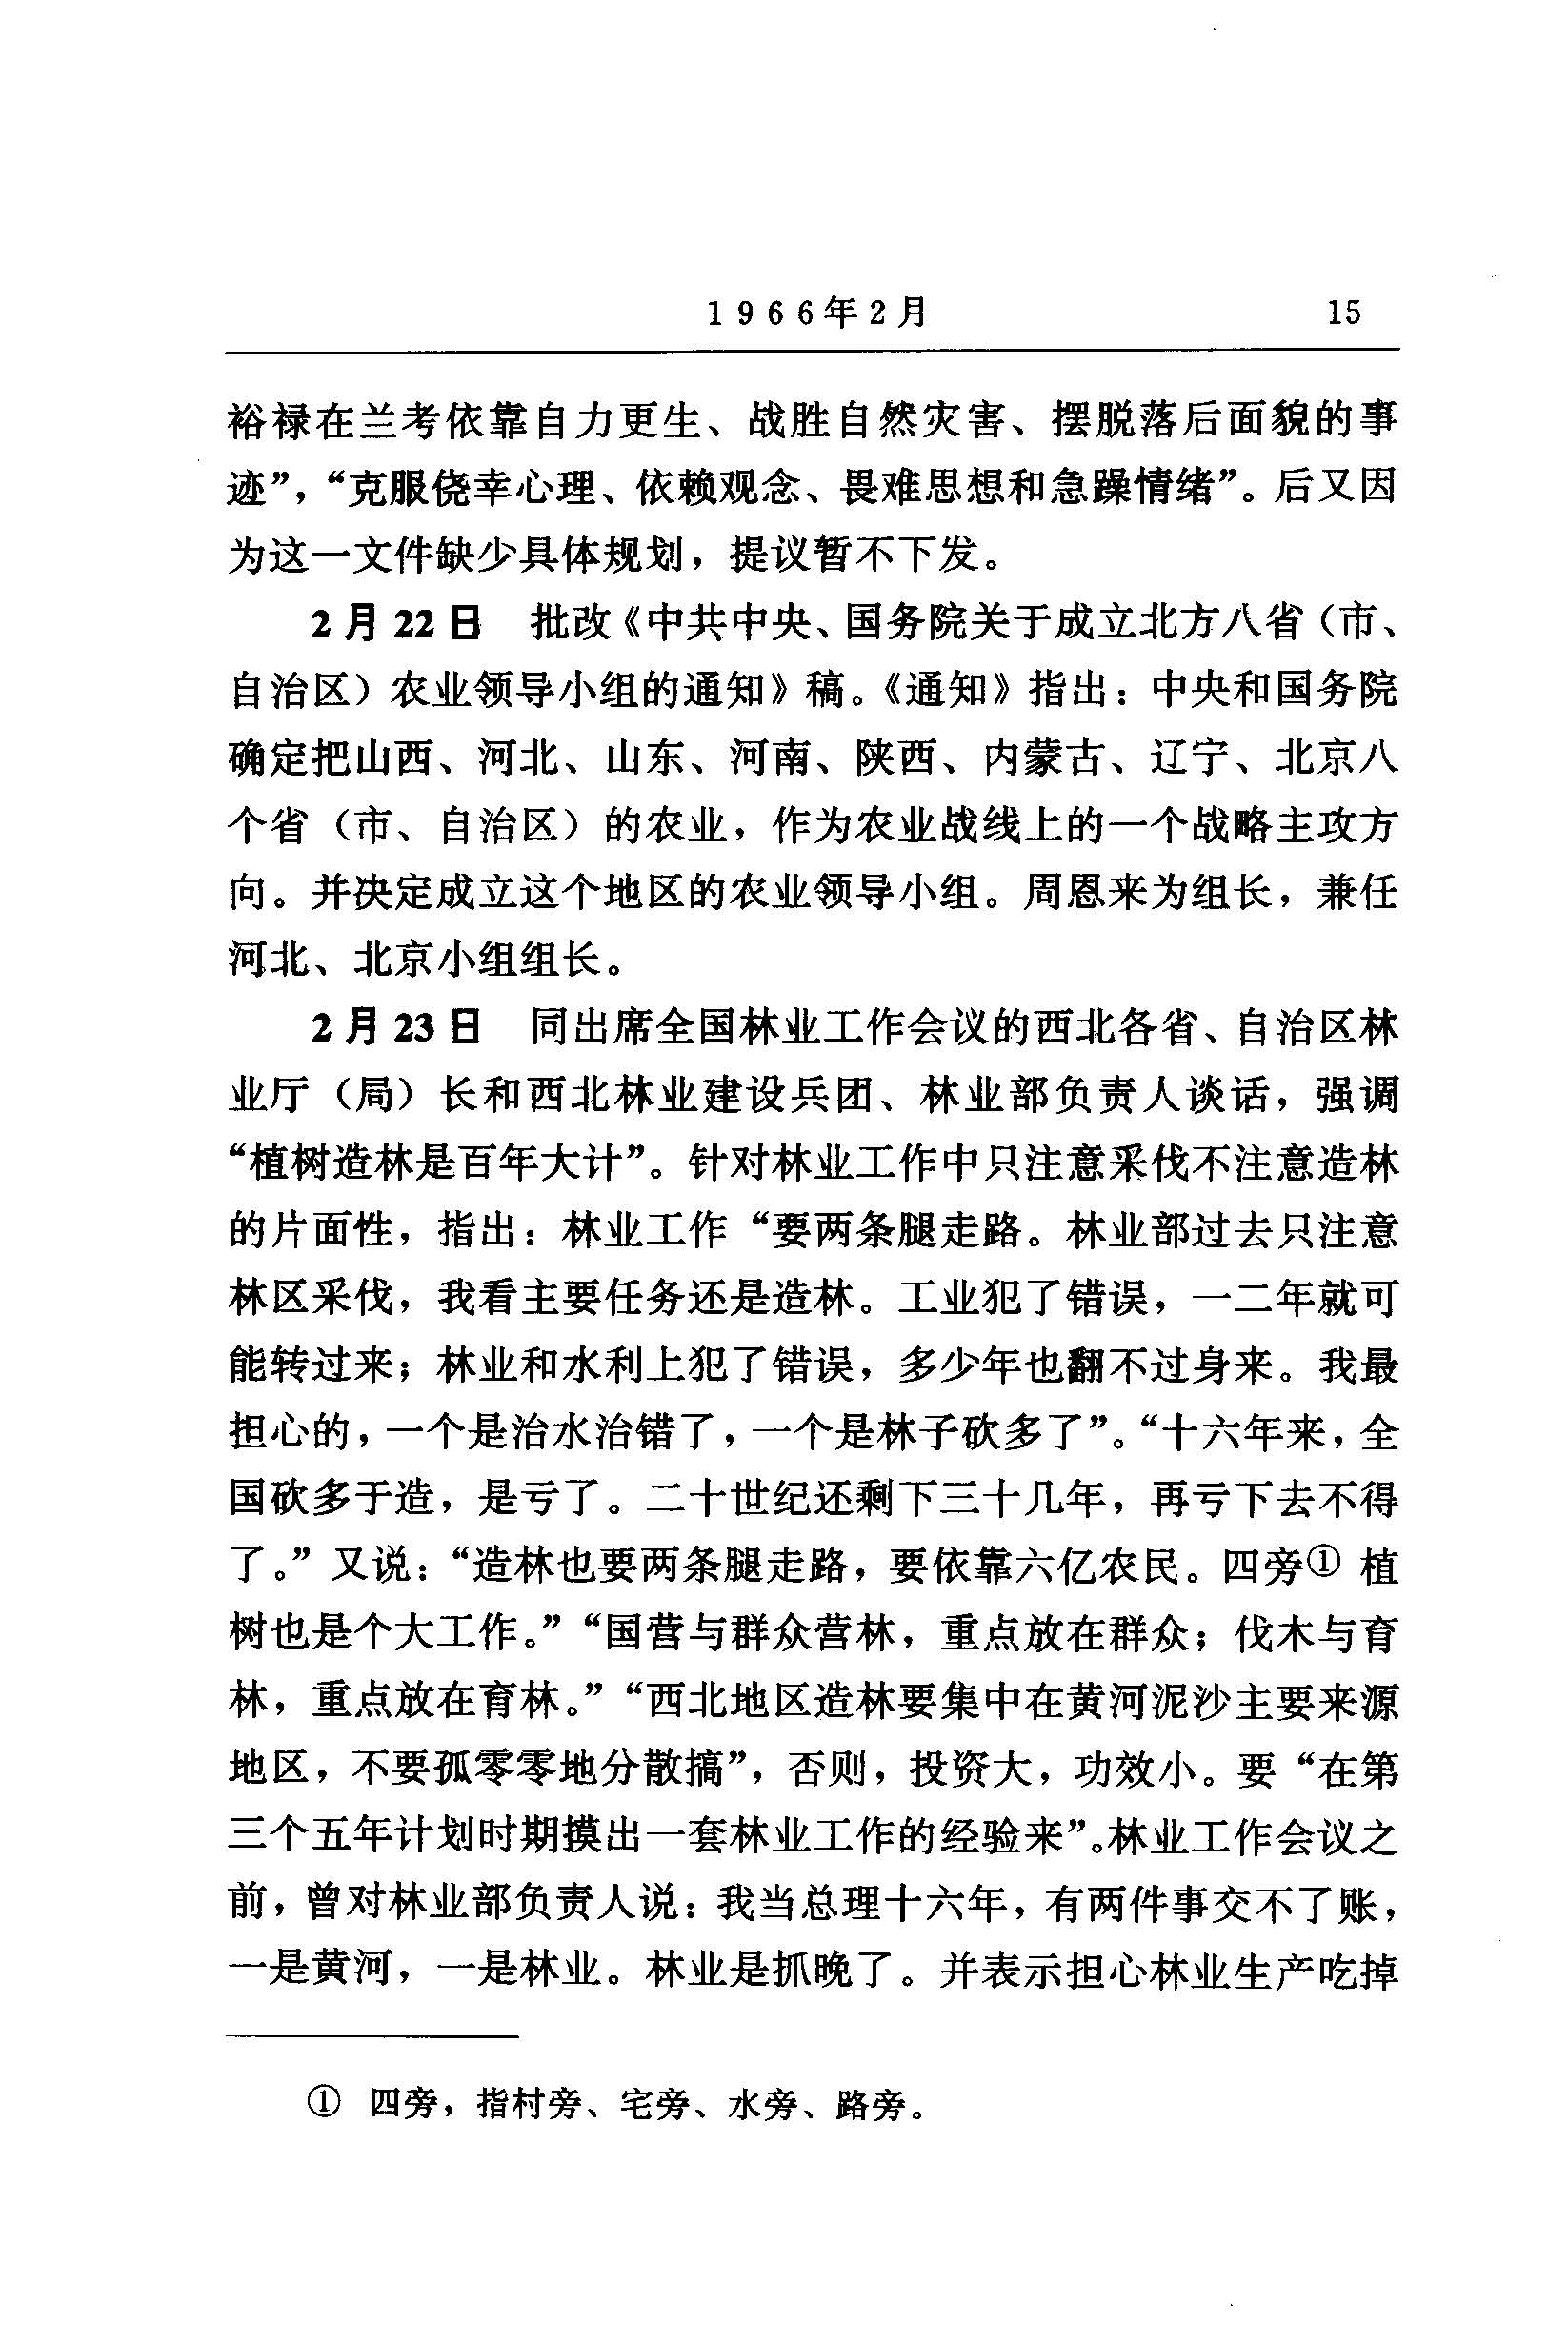 1966年2月 15
裕禄在兰考依靠自力更生、战胜自然灾害、摆脱落后面貌的事
迹”，“克服侥幸心理、依赖观念、畏难思想和急躁情绪”。后又因
为这一文件缺少具体规划，提议暂不下发。
2月22日 批改《中共中央、国务院关于成立北方八省（市、
自治区）农业领导小组的通知》稿。《通知》指出：中央和国务院
确定把山西、河北、山东、河南、陕西、内蒙古、辽宁、北京八
个省（市、自治区）的农业，作为农业战线上的一个战略主攻方
向。并决定成立这个地区的农业领导小组。周恩来为组长，兼任
河北、北京小组组长。
2月23日 同出席全国林业工作会议的西北各省、自治区林
业厅（局）长和西北林业建设兵团、林业部负责人谈话，强调
“植树造林是百年大计”。针对林业工作中只注意采伐不注意造林
的片面性，指出：林业工作“要两条腿走路。林业部过去只注意
林区采伐，我看主要任务还是造林。工业犯了错误，一二年就可
能转过来；林业和水利上犯了错误，多少年也翻不过身来。我最
担心的，一个是治水治错了，一个是林子砍多了”。“十六年来，全
国砍多于造，是亏了。二十世纪还剩下三十几年，再亏下去不得
了。”又说：“造林也要两条腿走路，要依靠六亿农民。四旁①植
树也是个大工作。”“国营与群众营林，重点放在群众；伐木与育
林，重点放在育林。”“西北地区造林要集中在黄河泥沙主要来源
地区，不要孤零零地分散搞”，否则，投资大，功效小。要“在第
三个五年计划时期摸出一套林业工作的经验来”。林业工作会议之
前，曾对林业部负责人说：我当总理十六年，有两件事交不了账，
一是黄河，一是林业。林业是抓晚了。并表示担心林业生产吃掉
① 四旁，指村旁、宅旁、水旁、路旁。